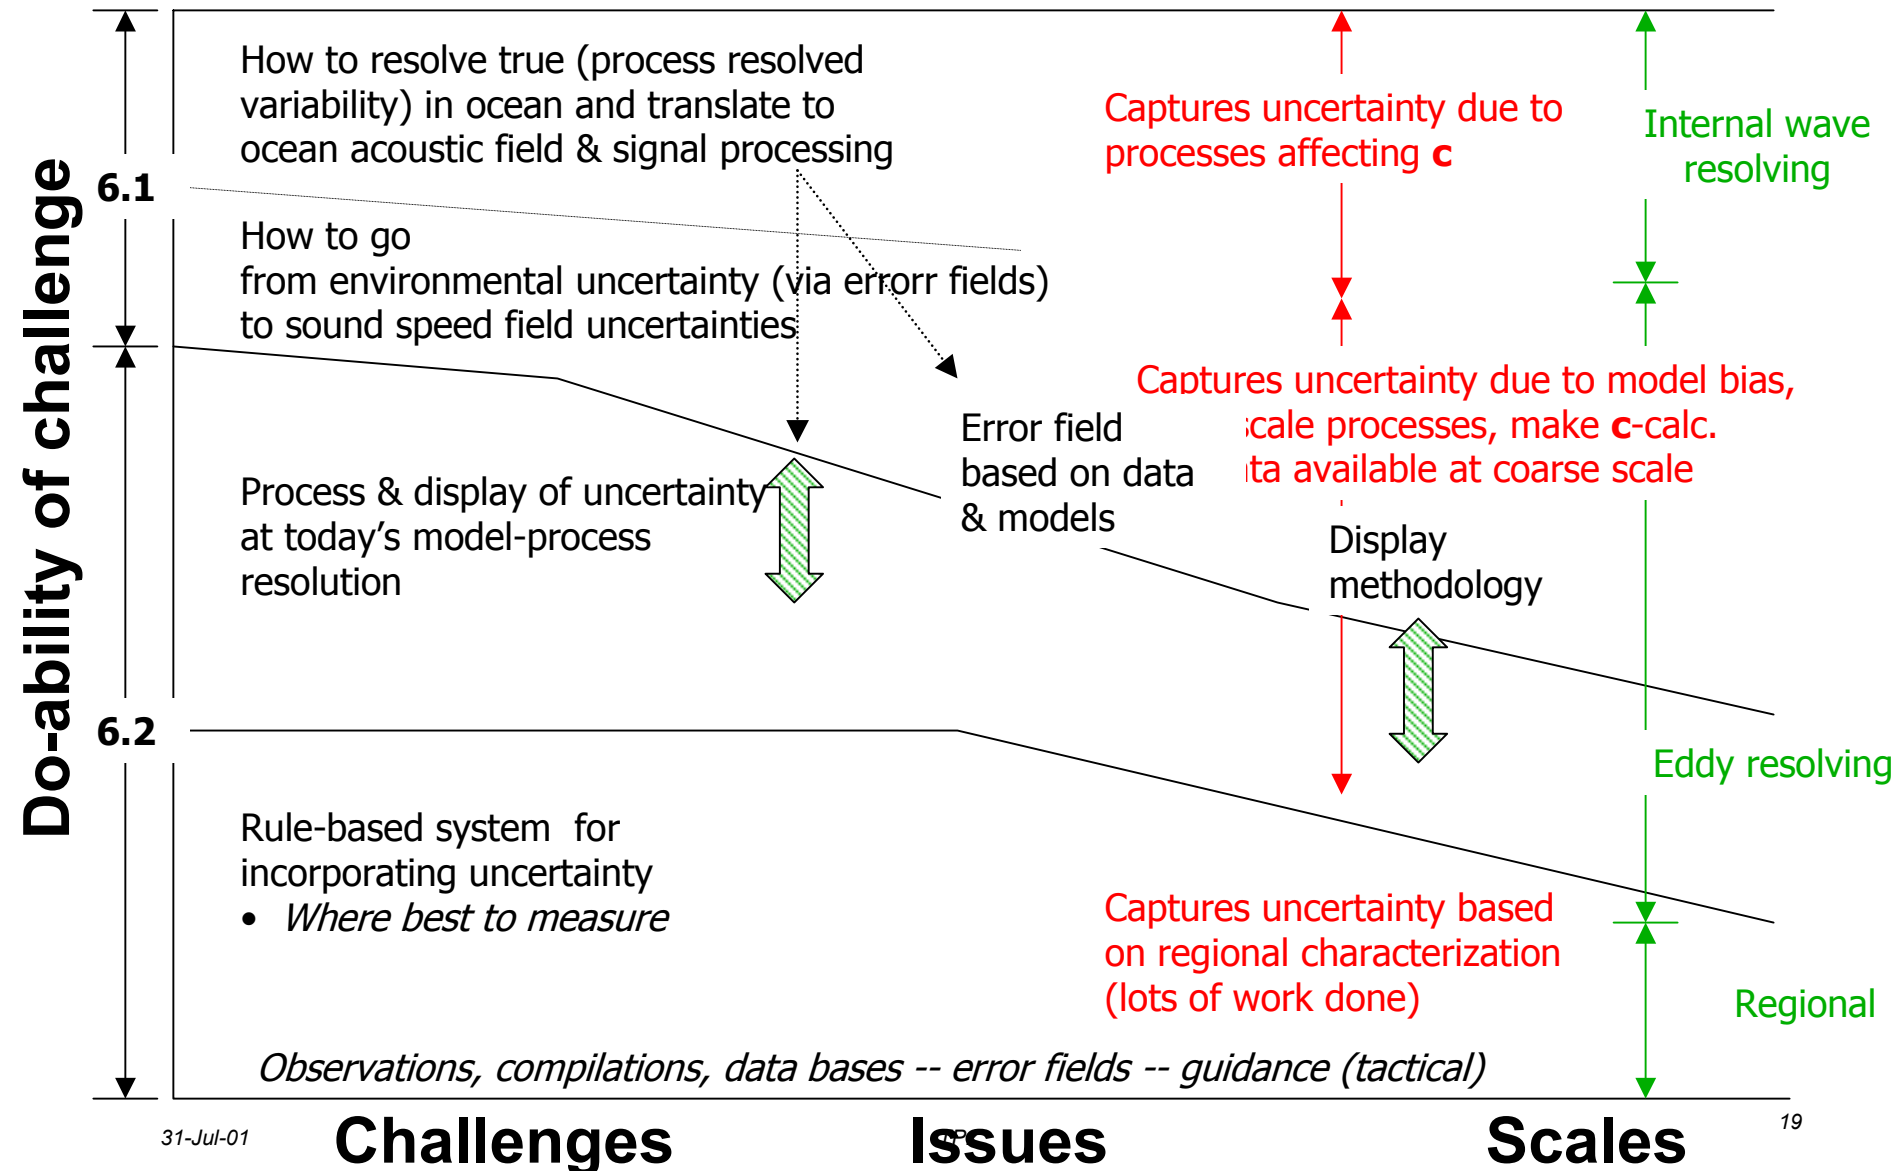 Do-ability of challenge
6.1
6.2
How to resolve true (process resolved
variability) in ocean and translate to
ocean acoustic field & signal processing
How to go
from environmental uncertainty (via errorr fields)
to sound speed field uncertainties
Process & display of uncertainty
at today's model-process
resolution
Rule-based system for
incorporating uncertainty
• Where best to measure
Error field
based on data
& models
Display
methodology
Captures uncertainty due to
processes affecting c
Captures uncertainty due to model bias,
scale processes, make c-calc.
available at coarse scale
Captures uncertainty based
on regional characterization
(lots of work done)
Internal wave
resolving
Eddy resolving
Regional
Observations, compilations, data bases -- error fields -- guidance (tactical)
Challenges
Issues
Scales
31-Jul-01
19